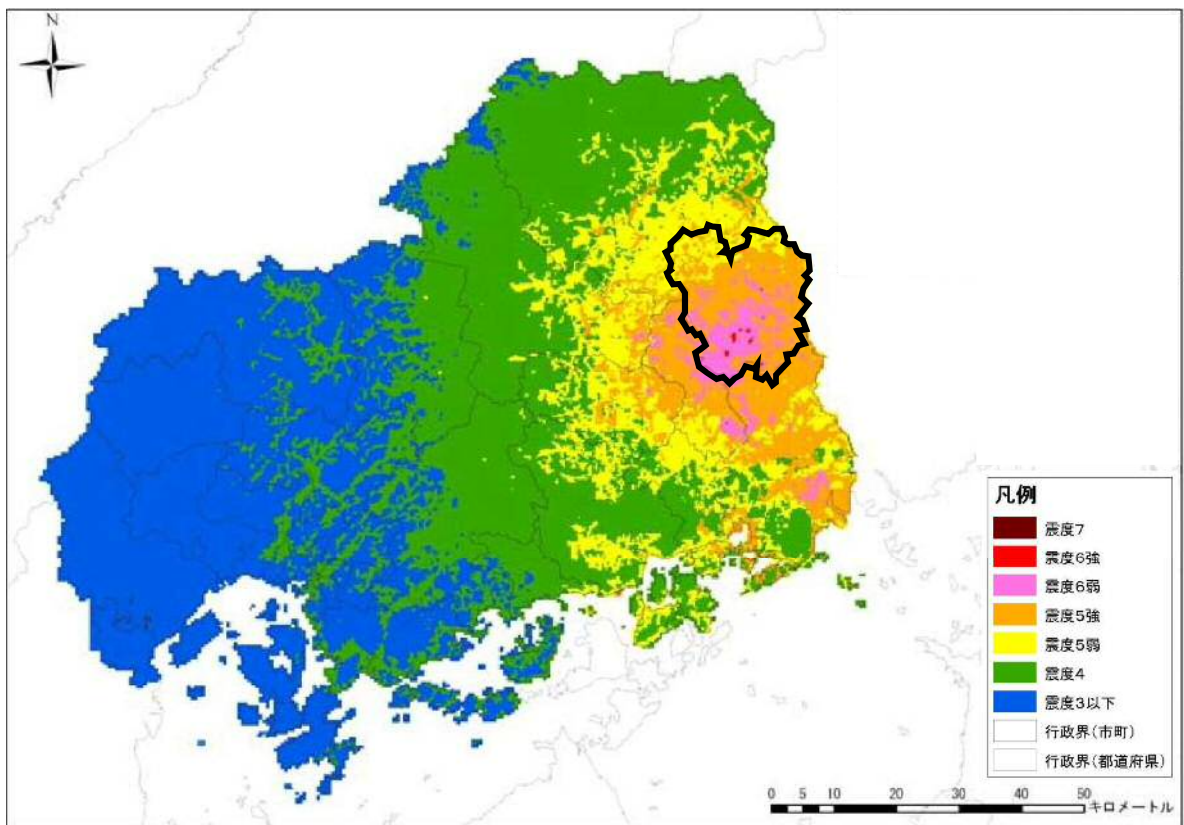 N
凡例
震度7
震度6強
震度6弱
震度5強
震度5弱
震度4
震度3以下
行政界(市町)
行政界(都道府県)
0 5 10 20 30 40 50
キロメートル